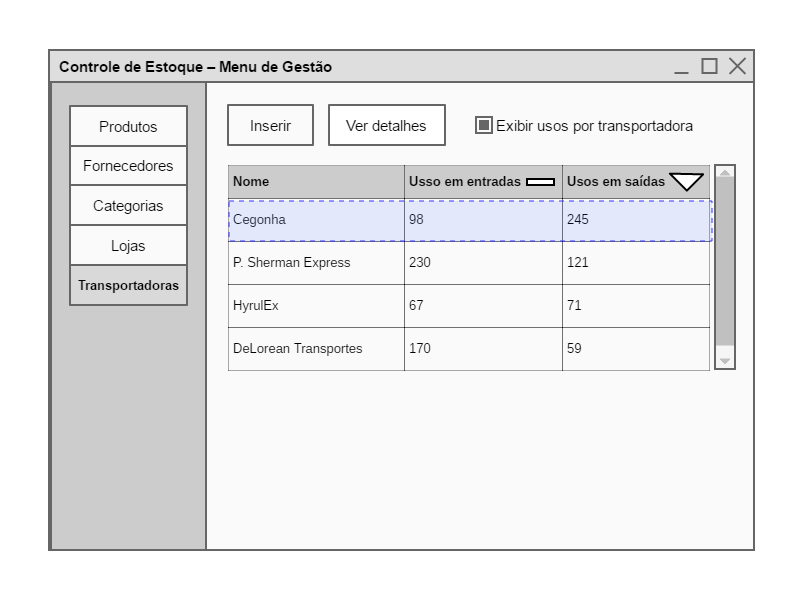 Controle de Estoque – Menu de Gestão
Produtos
Fornecedores
Categorias
Lojas
Transportadoras
Inserir
Ver detalhes
Exibir usos por transportadora
Nome Usso em entradas Usos em saídas
Cegonha 98 245
P. Sherman Express 230 121
HyrulEx 67 71
DeLorean Transportes 170 59